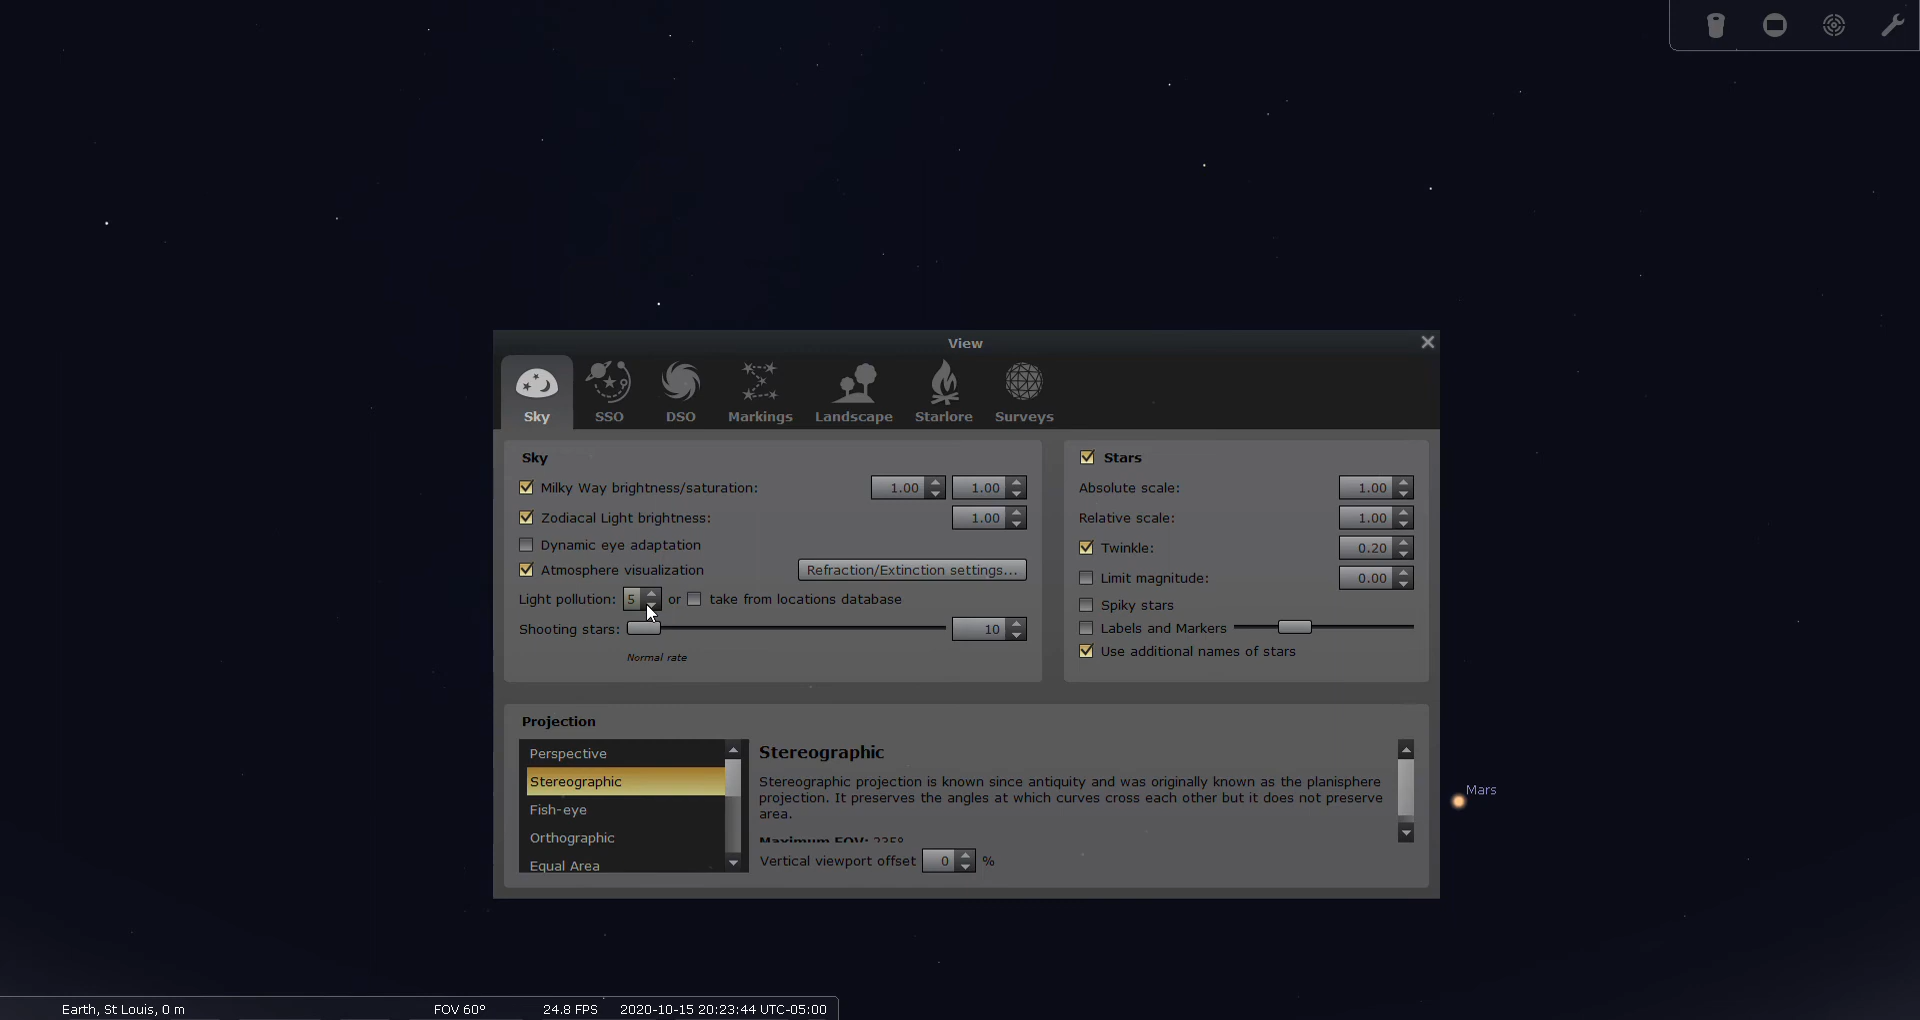 View
Sky SSO DSO Markings Landscape Starlore Surveys
Sky
Milky Way brightness/saturation: 1.00 1.00
Zodiacal Light brightness: 1.00
Dynamic eye adaptation
Atmosphere visualization Refraction/Extinction settings...
Light pollution: 5 or take from locations database
Shooting stars: 10
Normal rate
Stars
Absolute scale: 1.00
Relative scale: 1.00
Twinkle: 0.20
Limit magnitude: 0.00
Spiky stars
Labels and Markers
Use additional names of stars
Projection
Perspective
Stereographic
Fish-eye
Orthographic
Equal Area
Stereographic
Stereographic projection is known since antiquity and was originally known as the planisphere
projection. It preserves the angles at which curves cross each other but it does not preserve
area.
Maximum FOV: 235°
Vertical viewport offset 0 %
Mars
Earth, St Louis, 0 m FOV 60° 24.8 FPS 2020-10-15 20:23:44 UTC-05:00